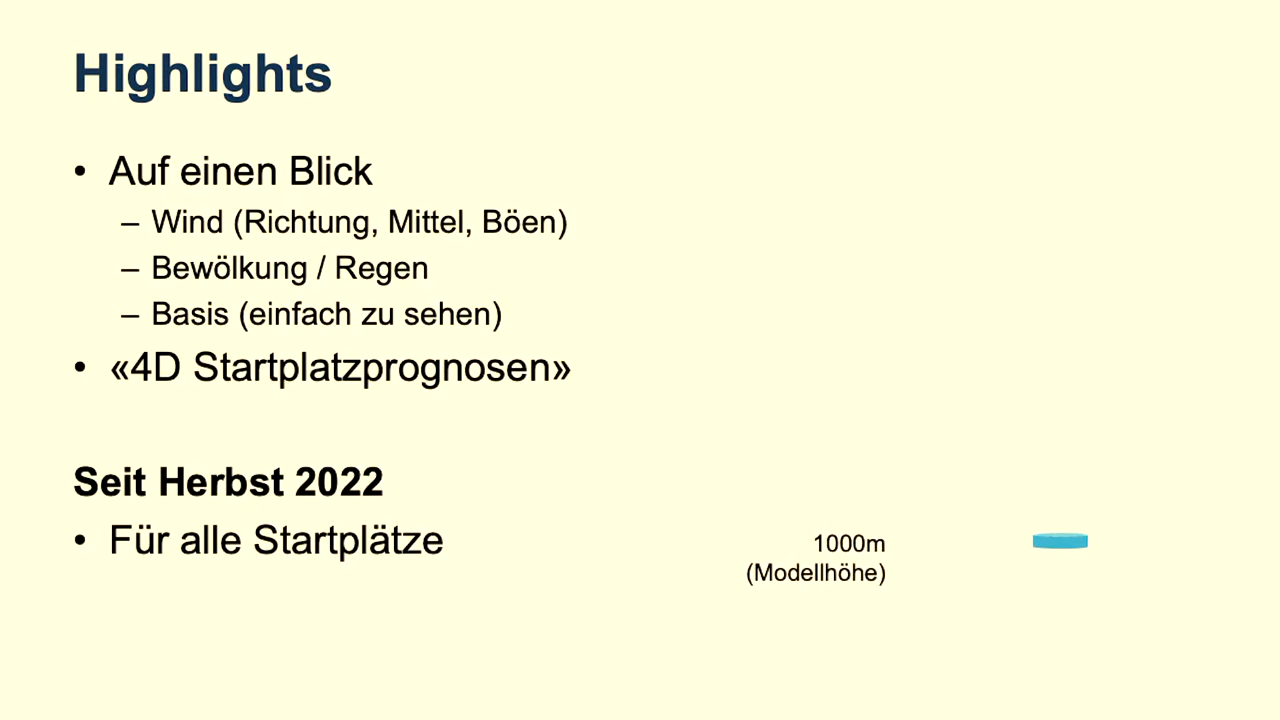 Highlights
• Auf einen Blick
– Wind (Richtung, Mittel, Böen)
– Bewölkung / Regen
– Basis (einfach zu sehen)
• «4D Startplatzprognosen»
Seit Herbst 2022
• Für alle Startplätze
1000m
(Modellhöhe)